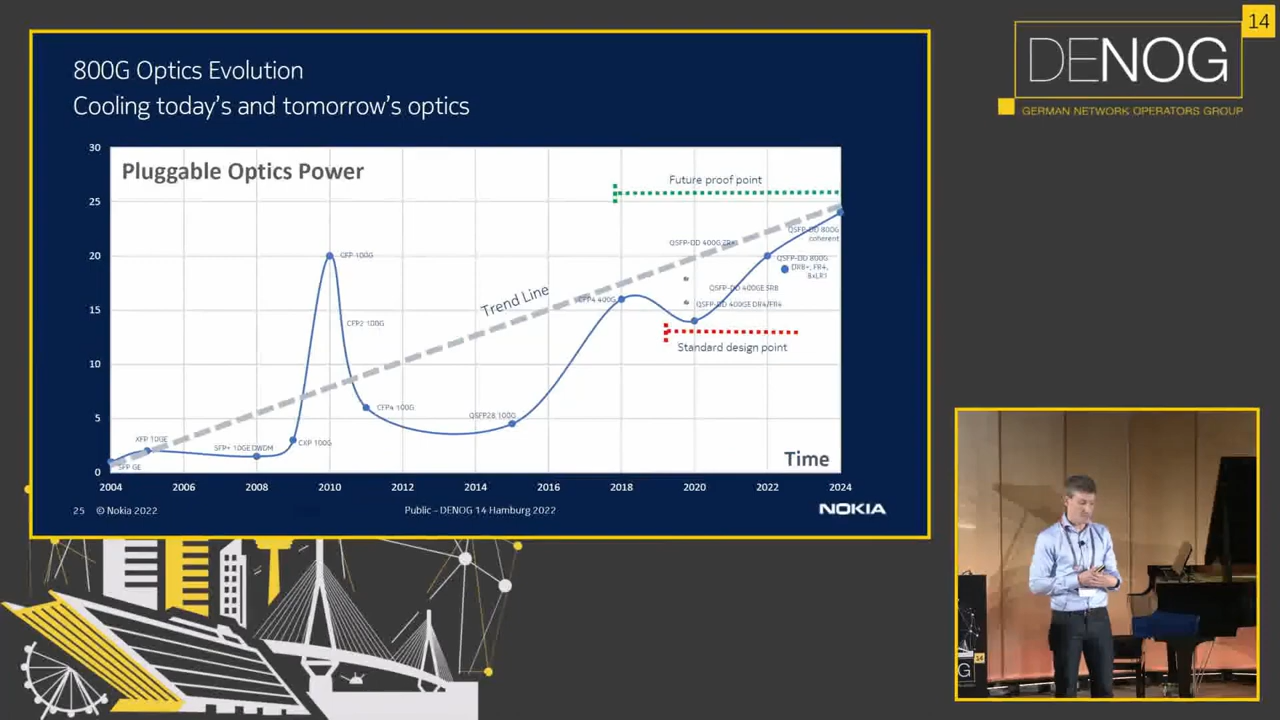 14
DENOG
GERMAN NETWORK OPERATORS GROUP
800G Optics Evolution
Cooling today's and tomorrow's optics
Pluggable Optics Power
30
25
20
15
10
5
0
Future proof point
QSFP-DD 800G
coherent
QSFP-DD 400G ZR+
CFP 100G
QSFP-DD 800G
DR8+, FR4,
8xLR1
QSFP-DD 400GE SR8
Trend Line
CFP4 400G
QSFP-DD 400GE DR4/FR4
CFP2 100G
Standard design point
CFP4 100G
QSFP28 100G
XFP 10GE
SFP+ 10GE DWDM
CXP 100G
SFP GE
Time
2004
2006
2008
2010
2012
2014
2016
2018
2020
2022
2024
25 © Nokia 2022
Public - DENOG 14 Hamburg 2022
NOKIA
G
14